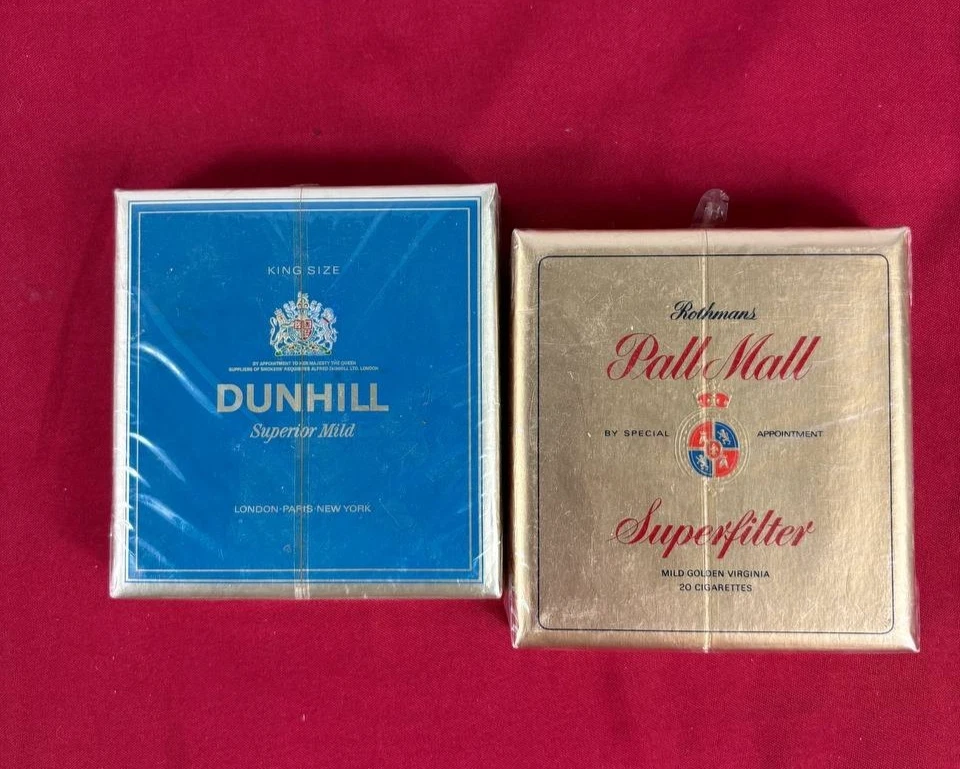 KING SIZE
BY APPOINTMENT TO HER MAJESTY THE QUEEN
SUPPLIERS OF SMOKERS' REQUISITES ALFRED DUNHILL LTD. LONDON
DUNHILL
Superior Mild
LONDON·PARIS·NEW YORK
Rothmans
Pall Mall
BY SPECIAL APPOINTMENT
Superfilter
MILD GOLDEN VIRGINIA
20 CIGARETTES